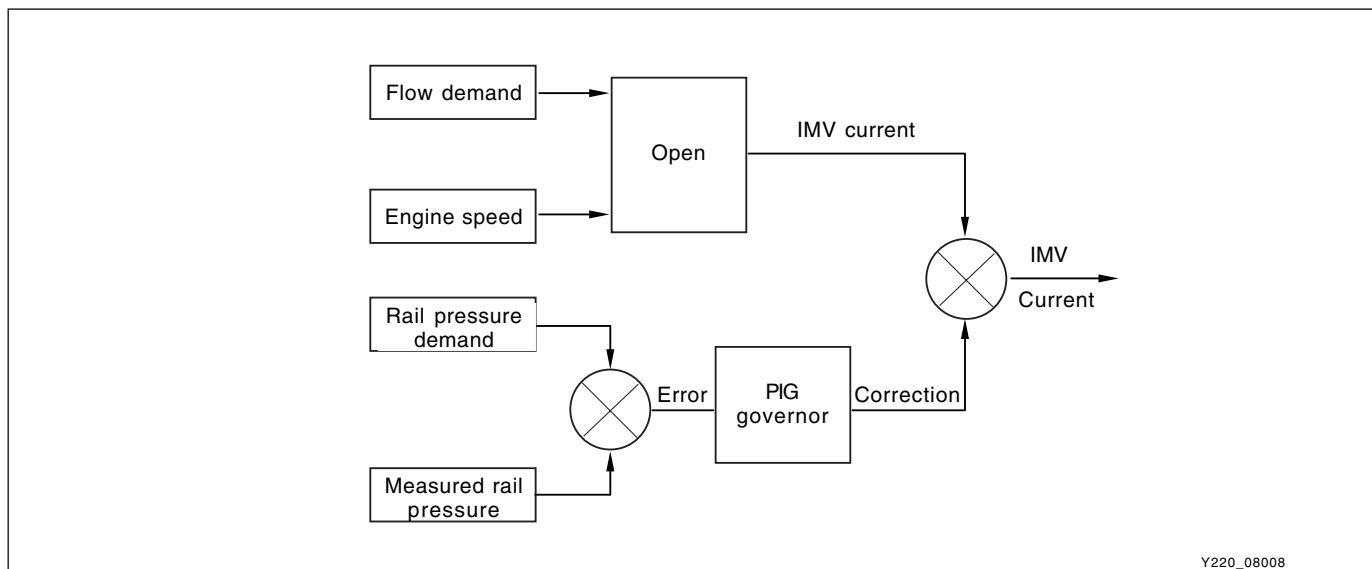 Flow demand
IMV current
Open
Engine speed
IMV
Current
Rail pressure
demand
Error
PIG
governor
Correction
Measured rail
pressure
Y220_08008